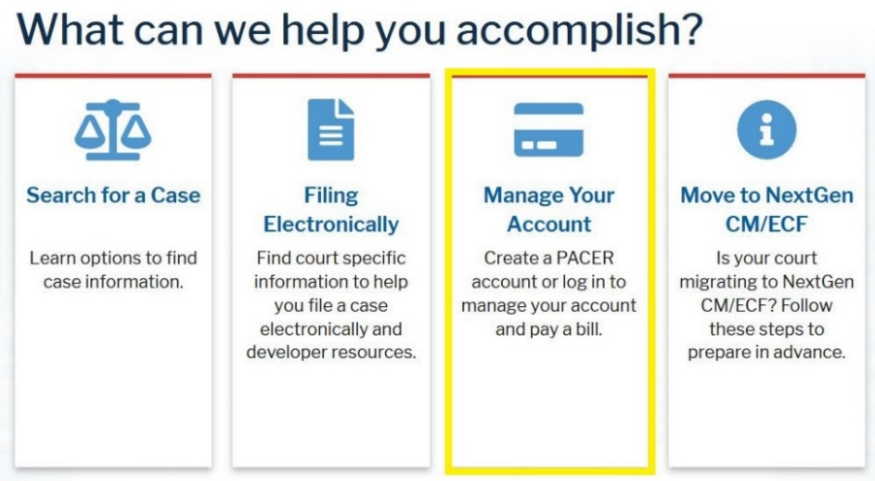 What can we help you accomplish?
Search for a Case
Learn options to find
case information.
Filing
Electronically
Find court specific
information to help
you file a case
electronically and
developer resources.
Manage Your
Account
Create a PACER
account or log in to
manage your account
and pay a bill.
Move to NextGen
CM/ECF
Is your court
migrating to NextGen
CM/ECF? Follow
these steps to
prepare in advance.